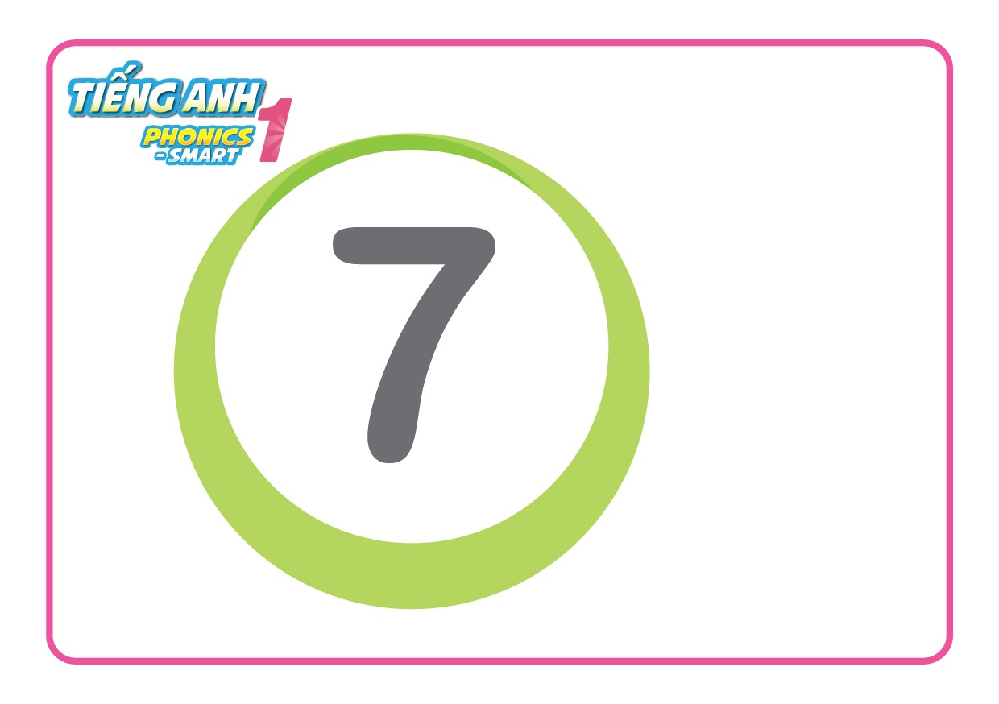 TIẾNG ANH 1
PHONICS
-SMART
7